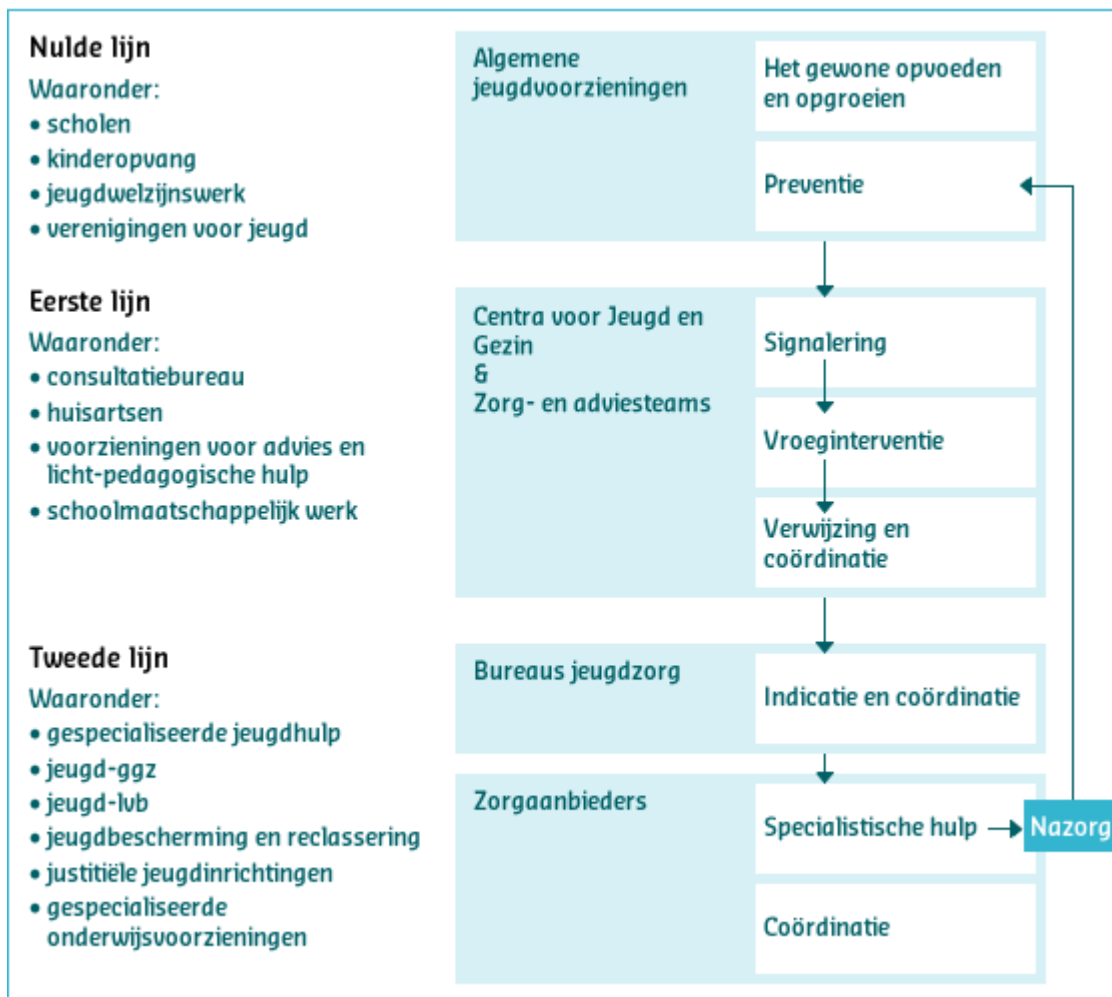 Nulde lijn
Waaronder:
• scholen
• kinderopvang
• jeugdwelzijnswerk
• verenigingen voor jeugd
Algemene
jeugdvoorzieningen
Het gewone opvoeden
en opgroeien
Preventie
Eerste lijn
Waaronder:
• consultatiebureau
• huisartsen
• voorzieningen voor advies en
licht-pedagogische hulp
• schoolmaatschappelijk werk
Centra voor Jeugd en
Gezin
&
Zorg- en adviesteams
Signalering
Vroeginterventie
Verwijzing en
coördinatie
Tweede lijn
Waaronder:
• gespecialiseerde jeugdhulp
• jeugd-ggz
• jeugd-lvb
• jeugdbescherming en reclassering
• justitiële jeugdinrichtingen
• gespecialiseerde
onderwijsvoorzieningen
Bureaus jeugdzorg
Indicatie en coördinatie
Zorgaanbieders
Specialistische hulp
Nazorg
Coördinatie